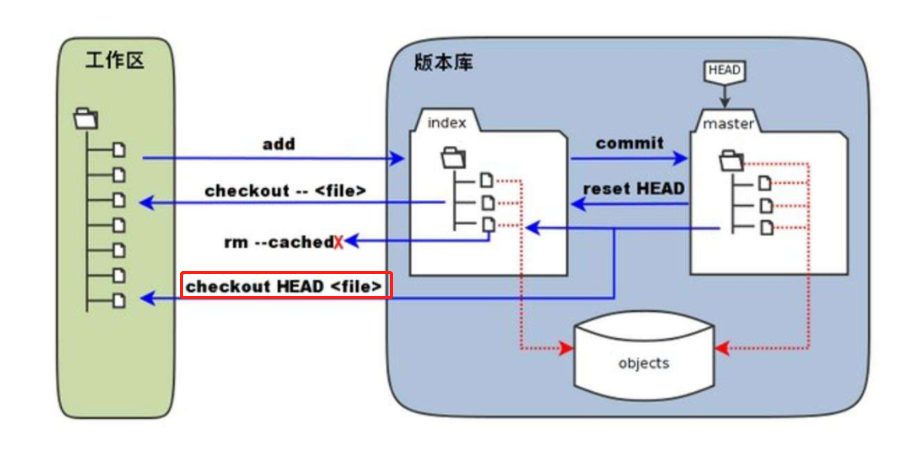 工作区
版本库
HEAD
index
master
add
commit
checkout -- <file>
reset HEAD
rm --cached
X
checkout HEAD <file>
objects